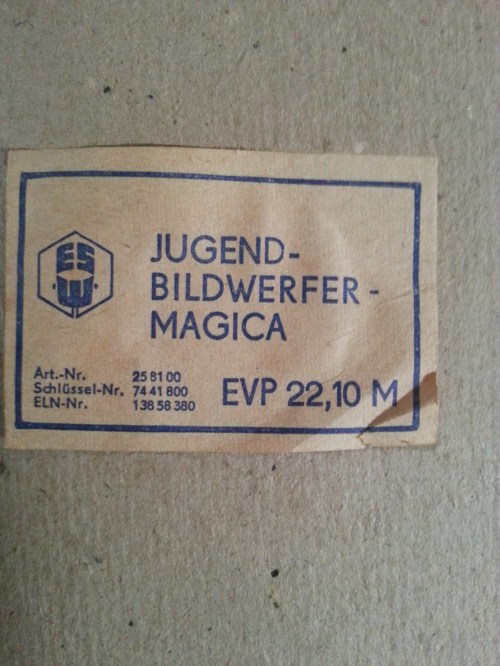 ES
W
JUGEND-
BILDWERFER-
MAGICA
Art.-Nr. 25 81 00
Schlüssel-Nr. 74 41 800
ELN-Nr. 138 58 380
EVP 22,10 M